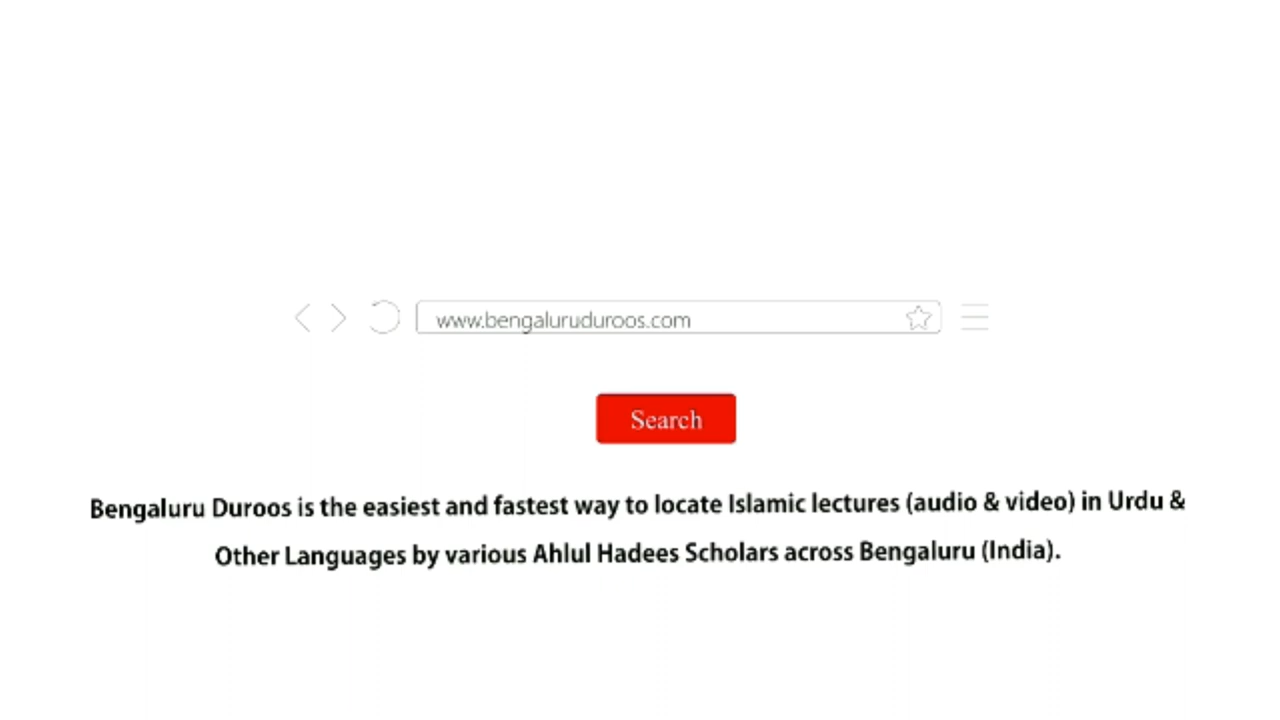 www.bengaluruduroos.com
Search
Bengaluru Duroos is the easiest and fastest way to locate Islamic lectures (audio & video) in Urdu &
Other Languages by various Ahlul Hadees Scholars across Bengaluru (India).